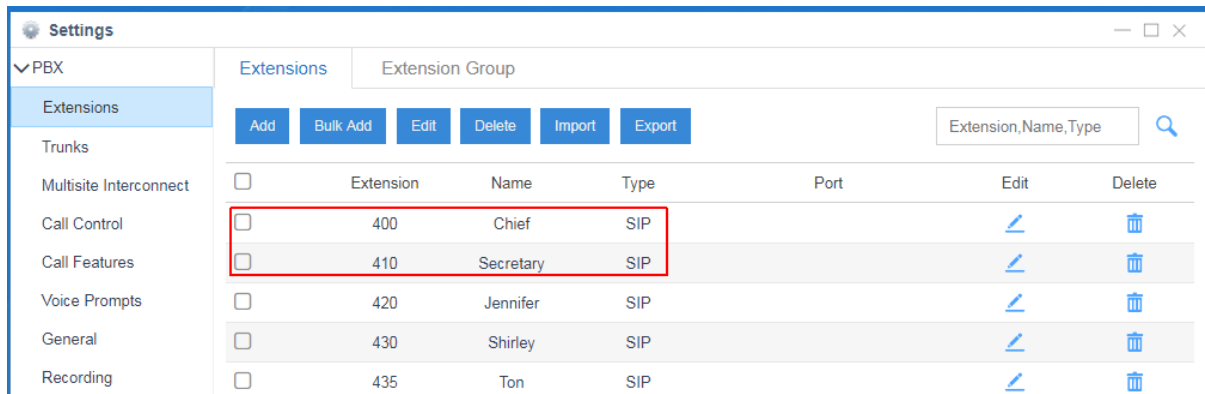 Settings
PBX
Extensions
Trunks
Multisite Interconnect
Call Control
Call Features
Voice Prompts
General
Recording
Extensions Extension Group
Add Bulk Add Edit Delete Import Export Extension,Name,Type
Extension Name Type Port Edit Delete
400 Chief SIP
410 Secretary SIP
420 Jennifer SIP
430 Shirley SIP
435 Ton SIP